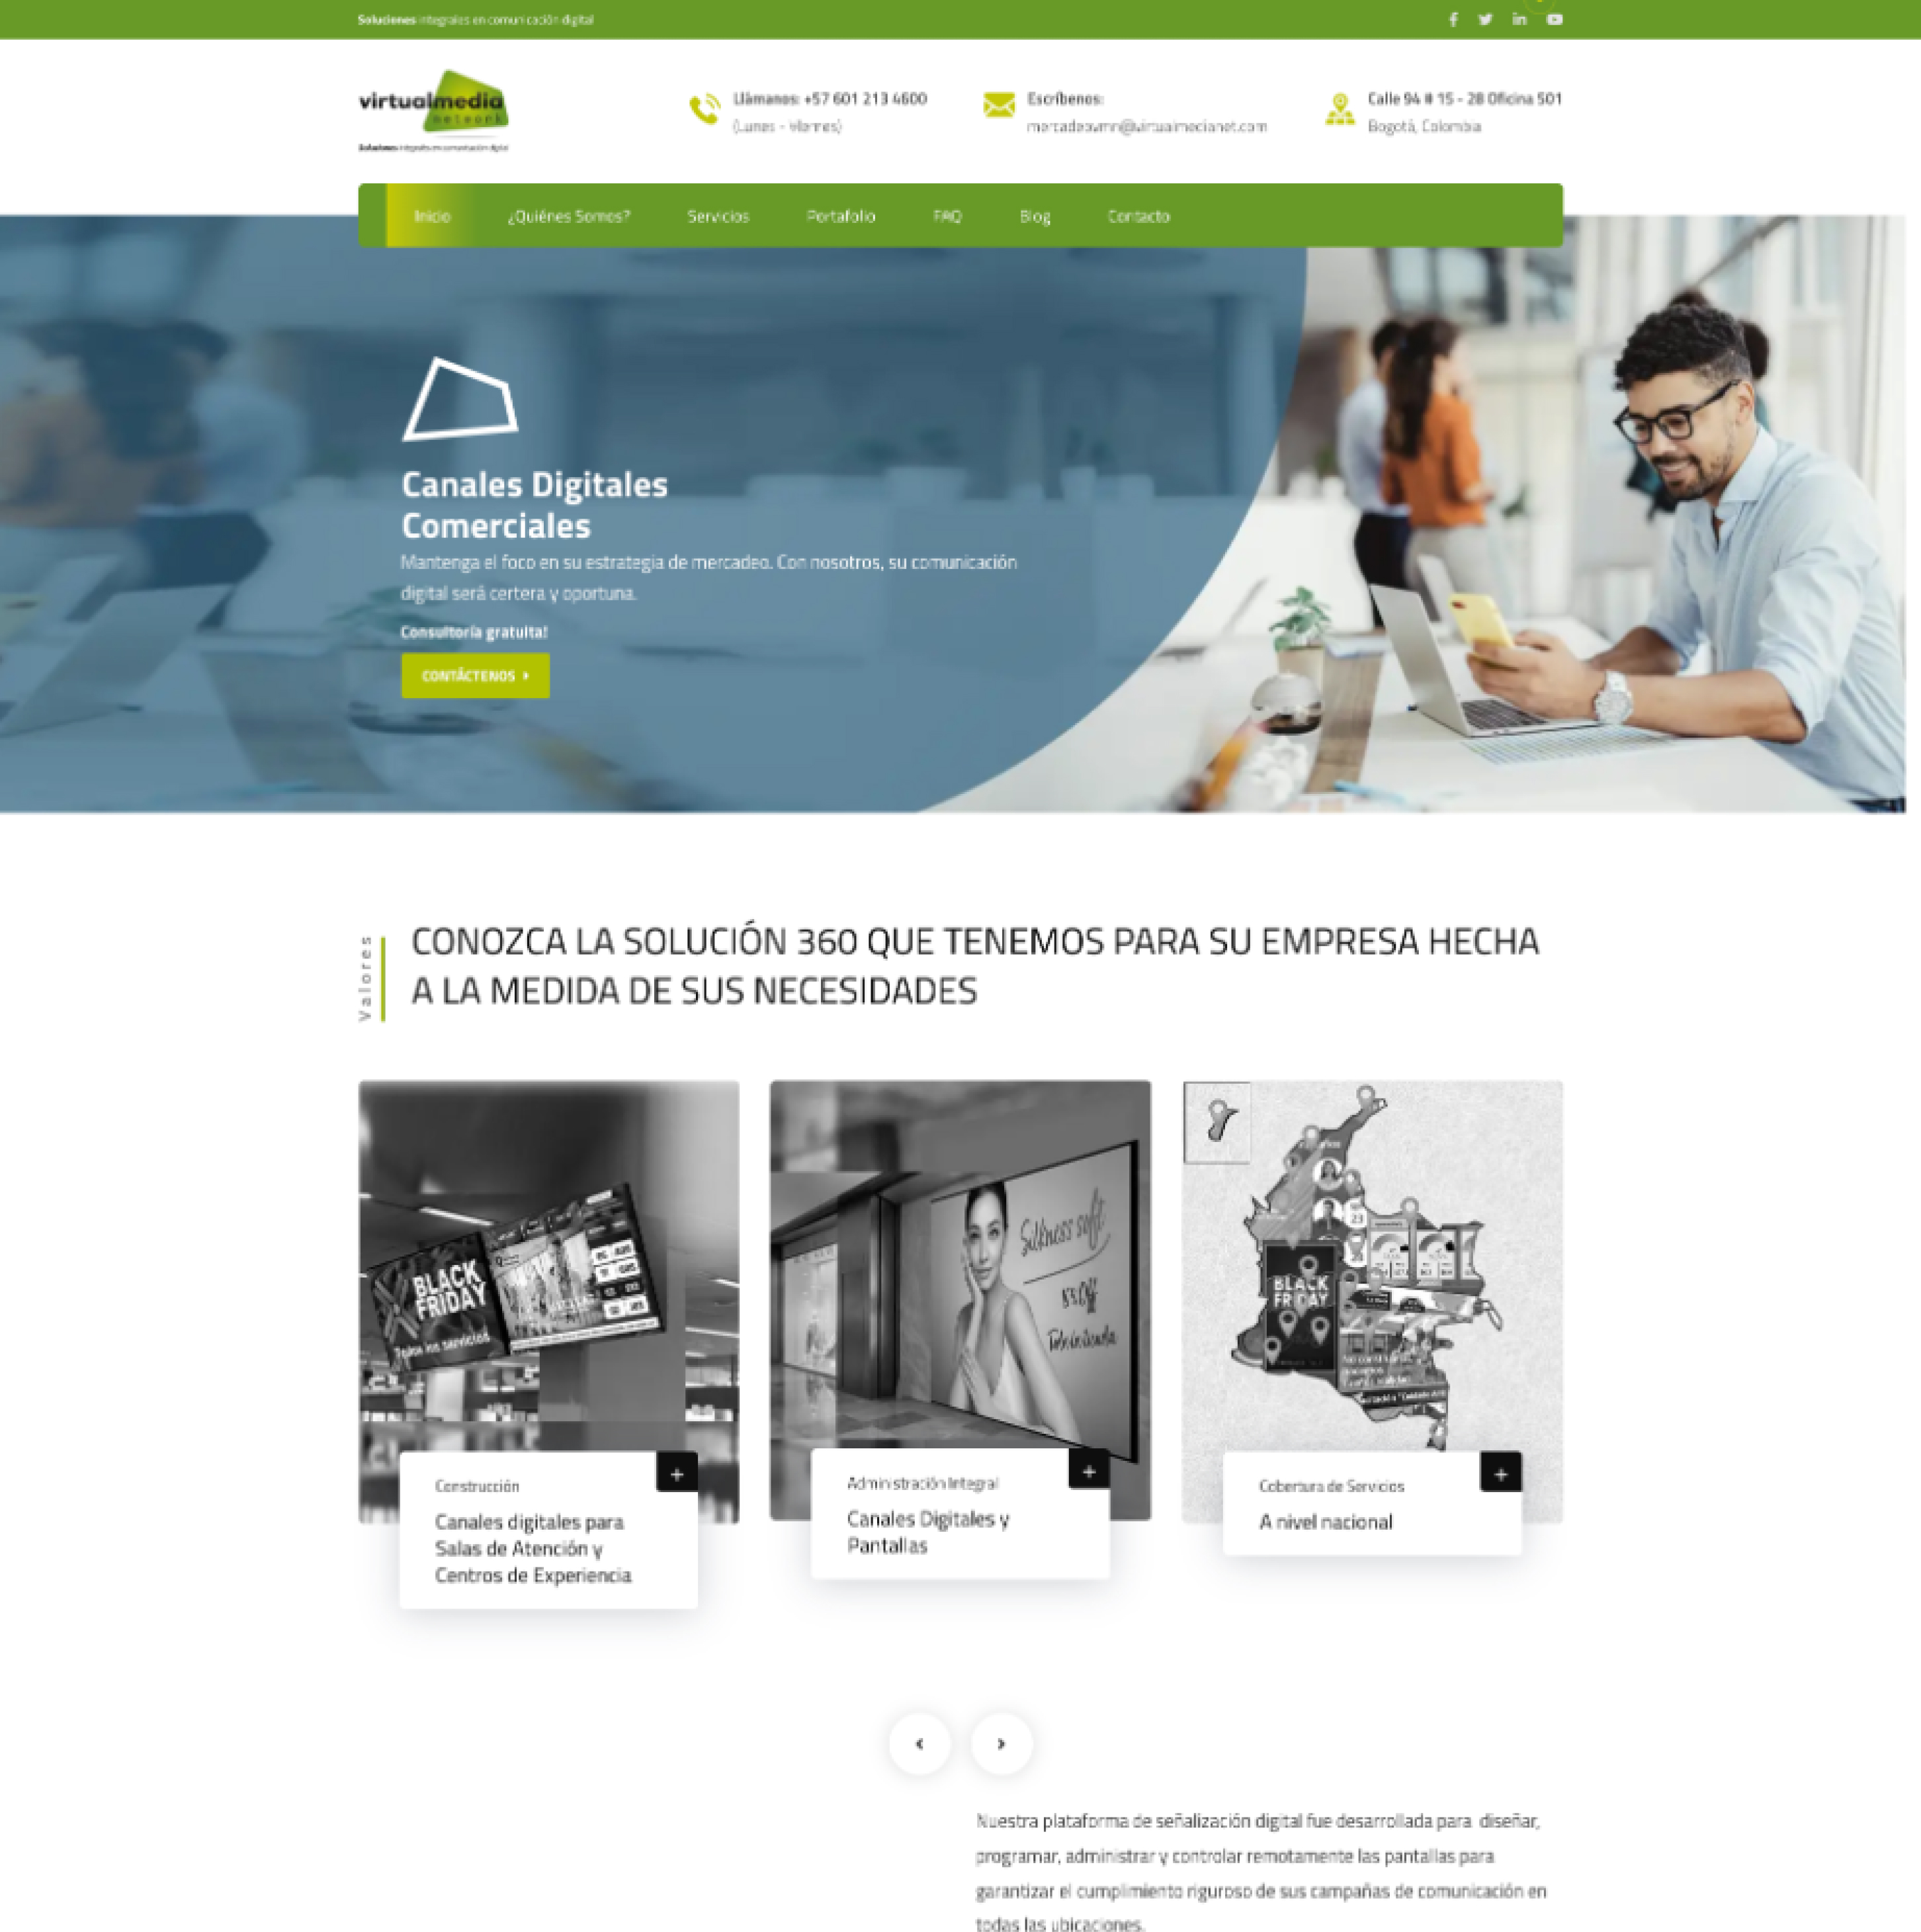 Soluciones integrales en comunicación digital
virtualmedia
network
Soluciones integrales en comunicación digital
Llámanos: +57 601 213 4600
(Lunes - Viernes)
Escríbenos:
Calle 94 # 15 - 28 Oficina 501
Bogotá, Colombia
Inicio
¿Quiénes Somos?
Servicios
Portafolio
FAQ
Blog
Contacto
Canales Digitales
Comerciales
Mantenga el foco en su estrategia de mercadeo. Con nosotros, su comunicación
digital será certera y oportuna.
Consultoría gratuita!
CONTÁCTENOS
Valores
CONOZCA LA SOLUCIÓN 360 QUE TENEMOS PARA SU EMPRESA HECHA
A LA MEDIDA DE SUS NECESIDADES
BLACK
FRIDAY
Todos los servicios
Silkness soft
BLACK
FRIDAY
23
Construcción
Canales digitales para
Salas de Atención y
Centros de Experiencia
Administración Integral
Canales Digitales y
Pantallas
Cobertura de Servicios
A nivel nacional
Nuestra plataforma de señalización digital fue desarrollada para diseñar,
programar, administrar y controlar remotamente las pantallas para
garantizar el cumplimiento riguroso de sus campañas de comunicación en
todas las ubicaciones.